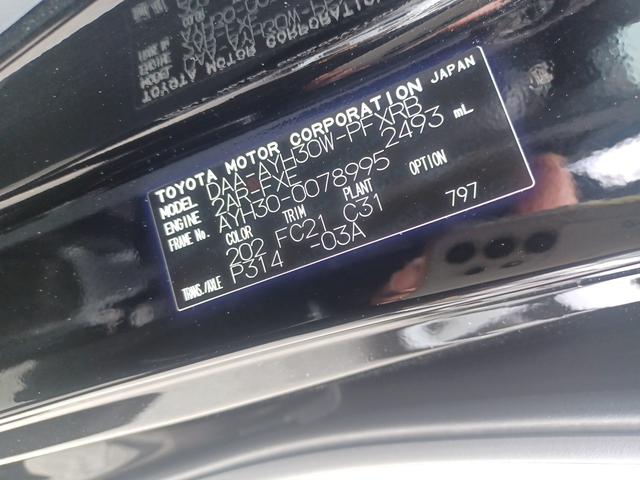 TOYOTA MOTOR CORPORATION JAPAN
MODEL DAA-AYH30W-PFXRB
ENGINE 2AR-FXE 2493 mL
FRAME No. AYH30-0078995
COLOR TRIM PLANT OPTION
202 FC21 C31 797
TRANS./AXLE P314 -03A